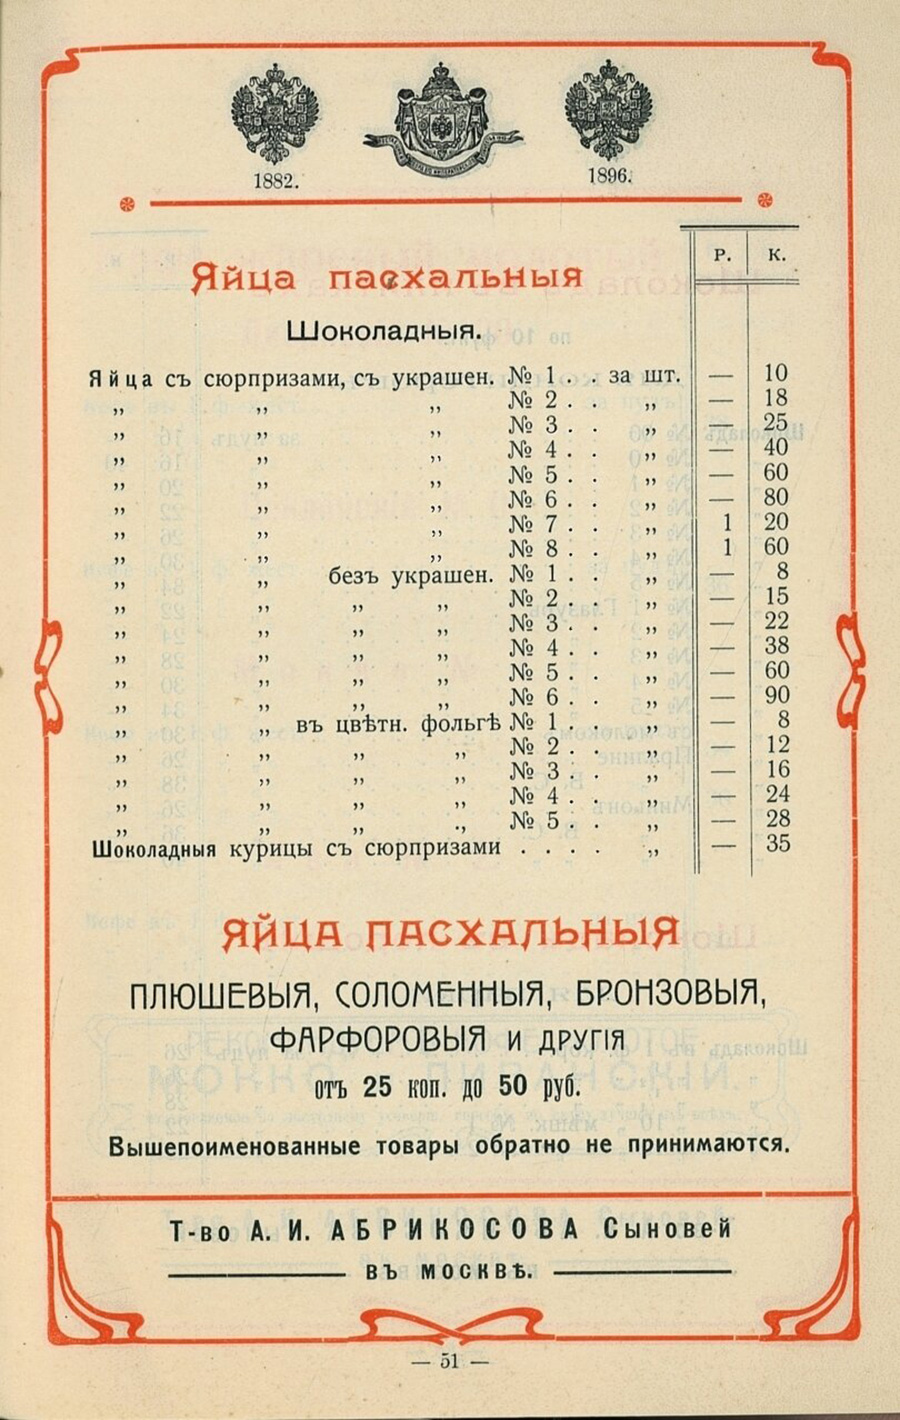 1882.
1896.
Р. К.
Яйца пасхальныя
Шоколадныя.
Яйца съ сюрпризами, съ украшен. № 1 . . за шт. — 10
„ „ „ № 2 . . „ — 18
„ „ „ № 3 . . „ — 25
„ „ „ № 4 . . „ — 40
„ „ „ № 5 . . „ — 60
„ „ „ № 6 . . „ — 80
„ „ „ № 7 . . „ 1 20
„ „ „ № 8 . . „ 1 60
„ „ безъ украшен. № 1 . . „ — 8
„ „ „ „ № 2 . . „ — 15
„ „ „ „ № 3 . . „ — 22
„ „ „ „ № 4 . . „ — 38
„ „ „ „ № 5 . . „ — 60
„ „ „ „ № 6 . . „ — 90
„ „ въ цвѣтн. фольгѣ № 1 . . „ — 8
„ „ „ „ № 2 . . „ — 12
„ „ „ „ № 3 . . „ — 16
„ „ „ „ № 4 . . „ — 24
„ „ „ „ № 5 . . „ — 28
Шоколадныя курицы съ сюрпризами . . . . „ — 35
ЯЙЦА ПАСХАЛЬНЫЯ
ПЛЮШЕВЫЯ, СОЛОМЕННЫЯ, БРОНЗОВЫЯ,
ФАРФОРОВЫЯ И ДРУГІЯ
отъ 25 коп. до 50 руб.
Вышепоименованные товары обратно не принимаются.
Т-во А. И. АБРИКОСОВА Сыновей
ВЪ МОСКВѢ.
— 51 —